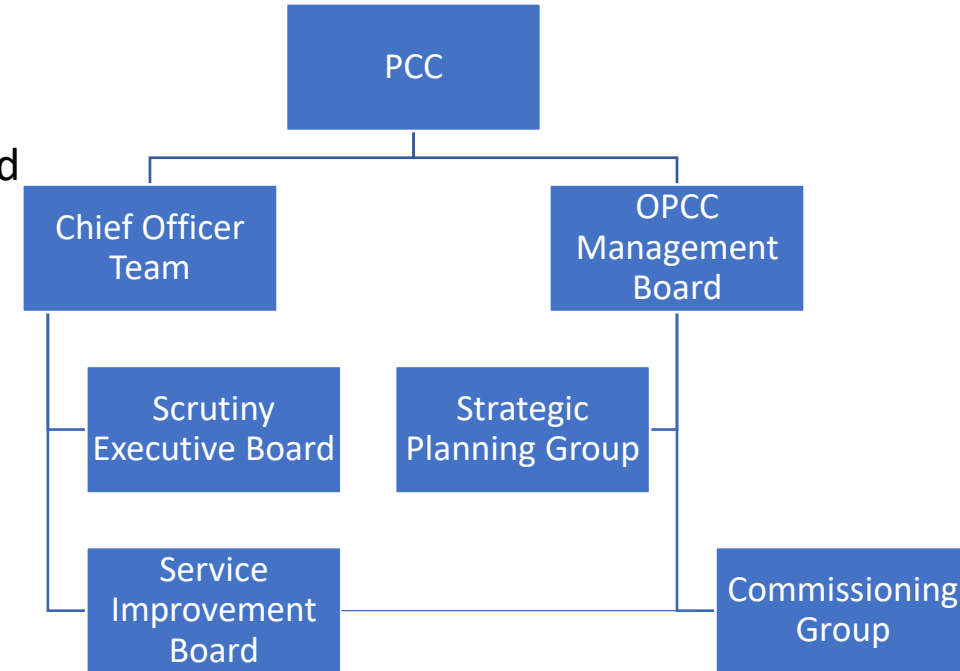 PCC
d
Chief Officer
Team
OPCC
Management
Board
Scrutiny
Executive Board
Strategic
Planning Group
Service
Improvement
Board
Commissioning
Group